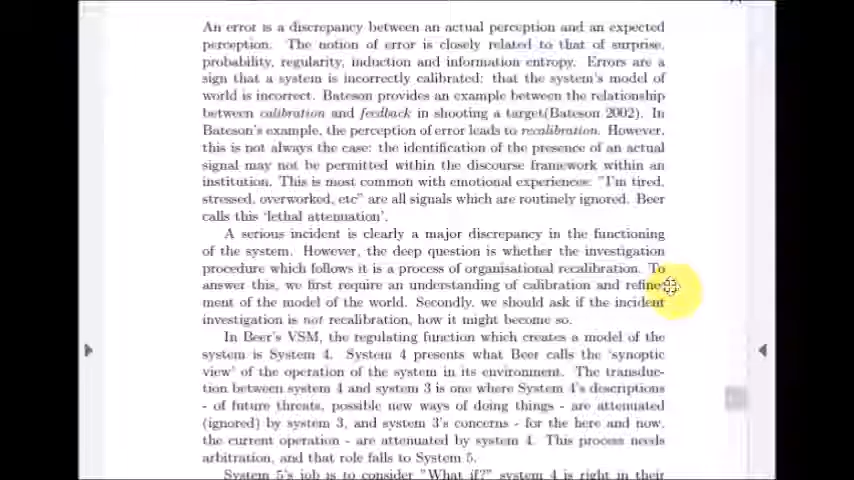 An error is a discrepancy between an actual perception and an expected
perception. The notion of error is closely related to that of surprise,
probability, regularity, induction and information entropy. Errors are a
sign that a system is incorrectly calibrated: that the system's model of
world is incorrect. Bateson provides an example between the relationship
between calibration and feedback in shooting a target(Bateson 2002). In
Bateson's example, the perception of error leads to recalibration. However,
this is not always the case: the identification of the presence of an actual
signal may not be permitted within the discourse framework within an
institution. This is most common with emotional experiences: "I'm tired,
stressed, overworked, etc" are all signals which are routinely ignored. Beer
calls this 'lethal attenuation'.
A serious incident is clearly a major discrepancy in the functioning
of the system. However, the deep question is whether the investigation
procedure which follows it is a process of organisational recalibration. To
answer this, we first require an understanding of calibration and refine-
ment of the model of the world. Secondly, we should ask if the incident
investigation is not recalibration, how it might become so.
In Beer's VSM, the regulating function which creates a model of the
system is System 4. System 4 presents what Beer calls the 'synoptic
view' of the operation of the system in its environment. The transduc-
tion between system 4 and system 3 is one where System 4's descriptions
- of future threats, possible new ways of doing things - are attenuated
(ignored) by system 3, and system 3's concerns - for the here and now,
the current operation - are attenuated by system 4. This process needs
arbitration, and that role falls to System 5.
System 5's job is to consider "What if?" system 4 is right in their